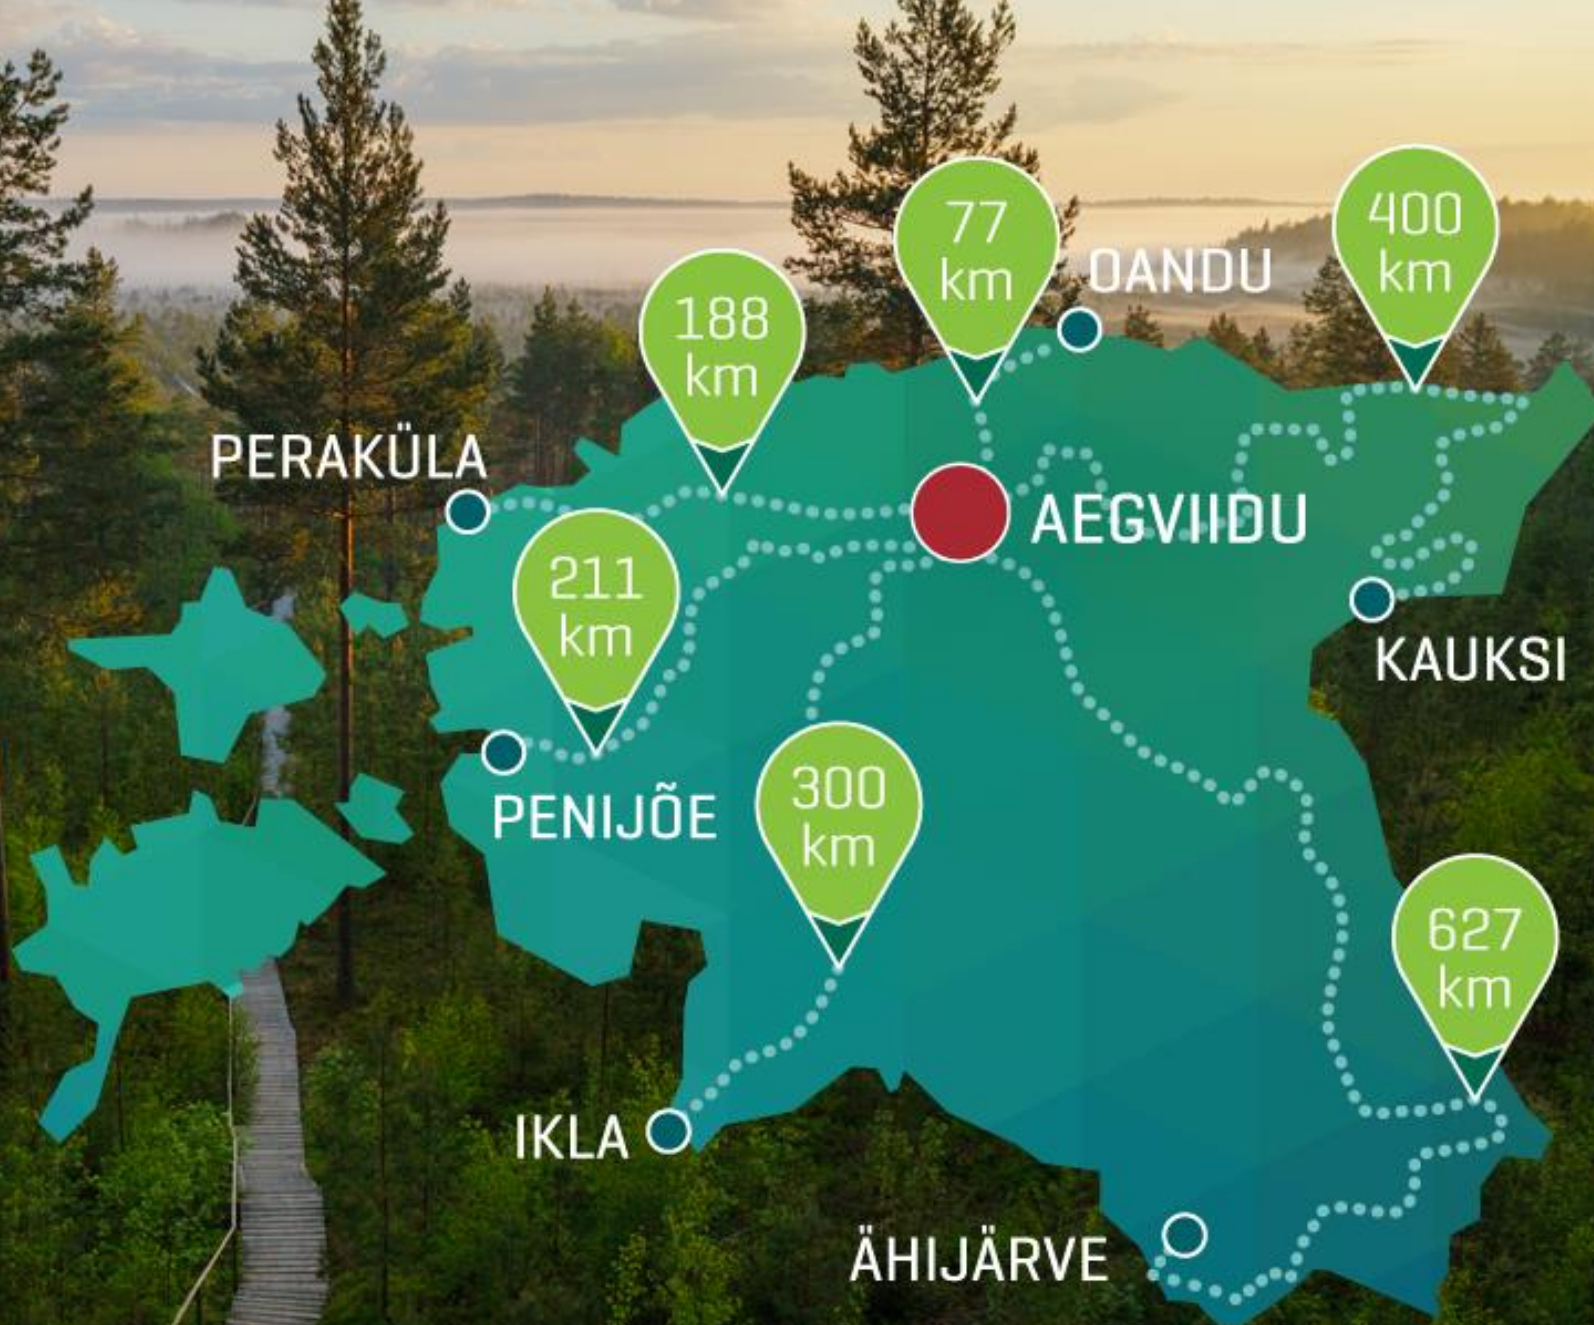 77
km
400
km
OANDU
188
km
PERAKÜLA
AEGVIIDU
211
km
KAUKSI
PENIJÕE
300
km
627
km
IKLA
ÄHIJÄRVE